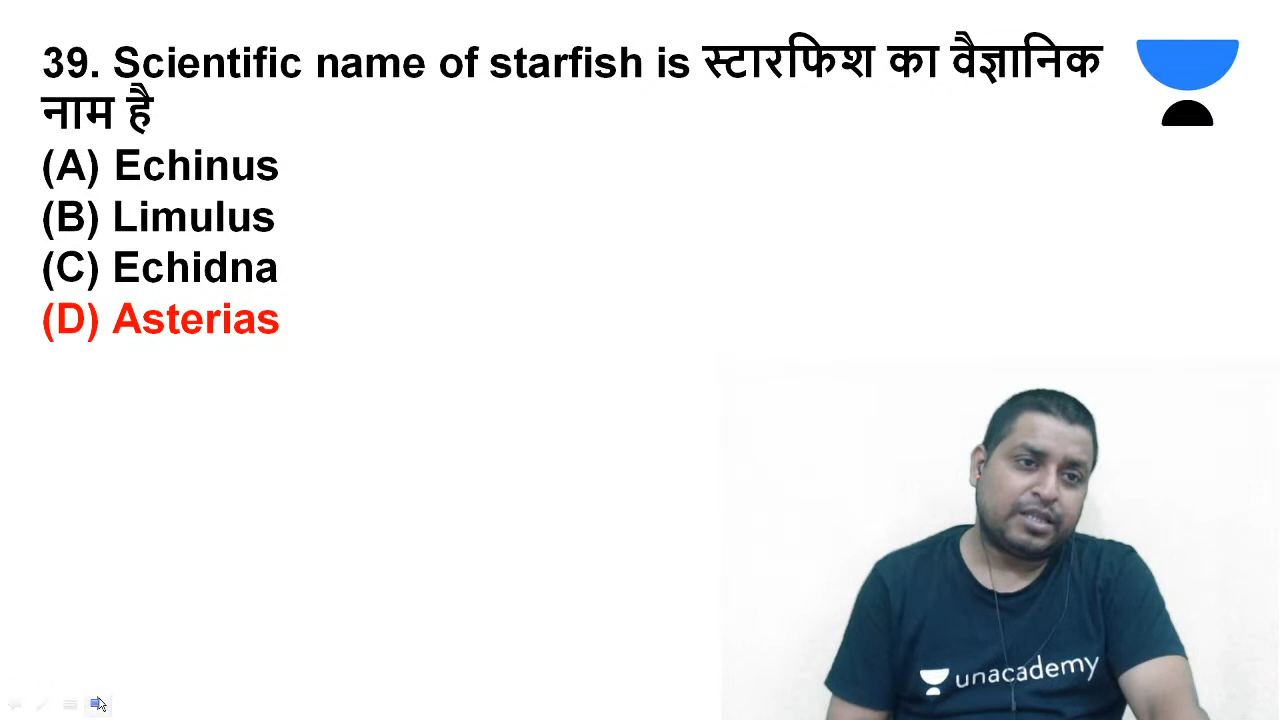 39. Scientific name of starfish is स्टारफिश का वैज्ञानिक
नाम है
(A) Echinus
(B) Limulus
(C) Echidna
(D) Asterias
unacademy